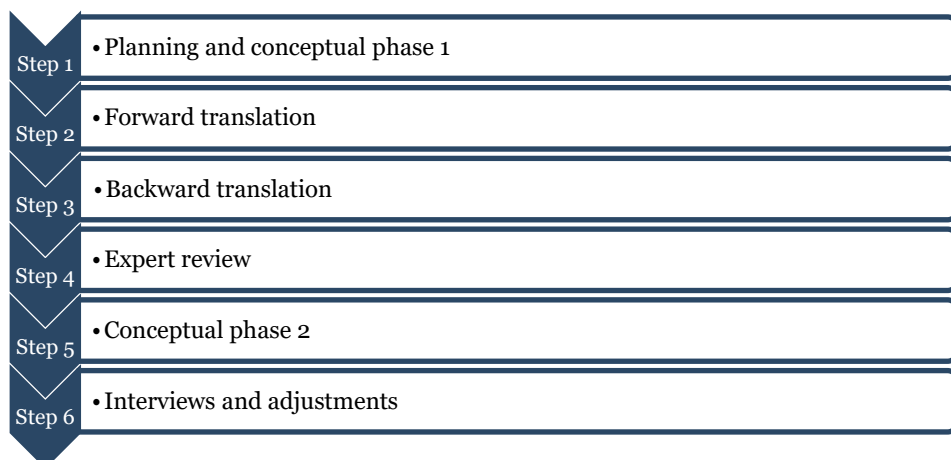 Step 1
• Planning and conceptual phase 1
Step 2
• Forward translation
Step 3
• Backward translation
Step 4
• Expert review
Step 5
• Conceptual phase 2
Step 6
• Interviews and adjustments